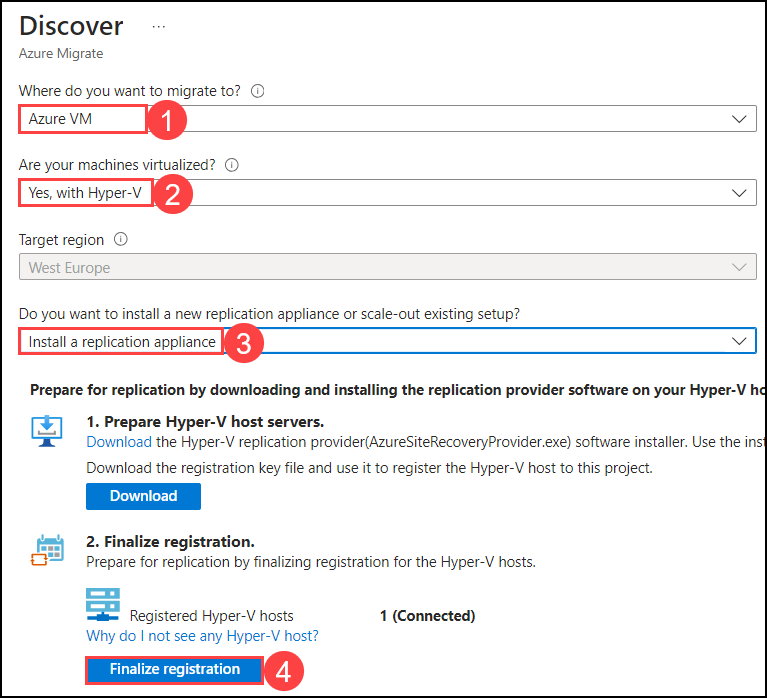 Discover ...
Azure Migrate
Where do you want to migrate to?
Azure VM 1
Are your machines virtualized?
Yes, with Hyper-V 2
Target region
West Europe
Do you want to install a new replication appliance or scale-out existing setup?
Install a replication appliance 3
Prepare for replication by downloading and installing the replication provider software on your Hyper-V ho
1. Prepare Hyper-V host servers.
Download the Hyper-V replication provider(AzureSiteRecoveryProvider.exe) software installer. Use the inst
Download the registration key file and use it to register the Hyper-V host to this project.
Download
2. Finalize registration.
Prepare for replication by finalizing registration for the Hyper-V hosts.
Registered Hyper-V hosts 1 (Connected)
Why do I not see any Hyper-V host?
Finalize registration 4